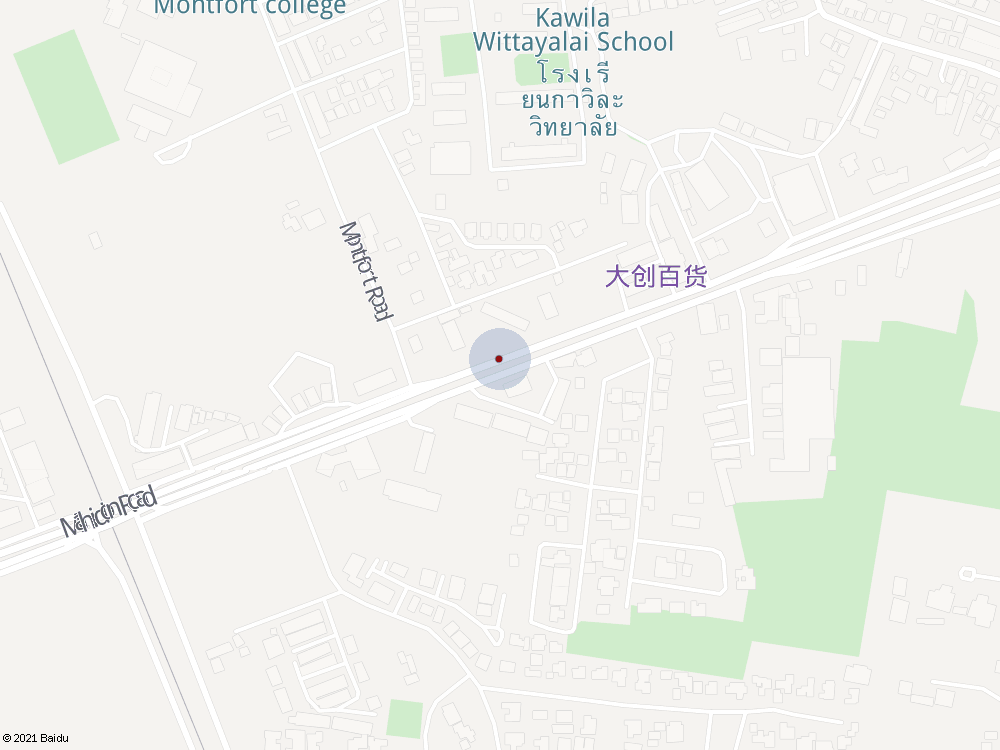 Montfort college
Kawila
Wittayalai School
โรงเรี
ยนกาวิละ
วิทยาลัย
Montfort Road
大创百货
© 2021 Baidu